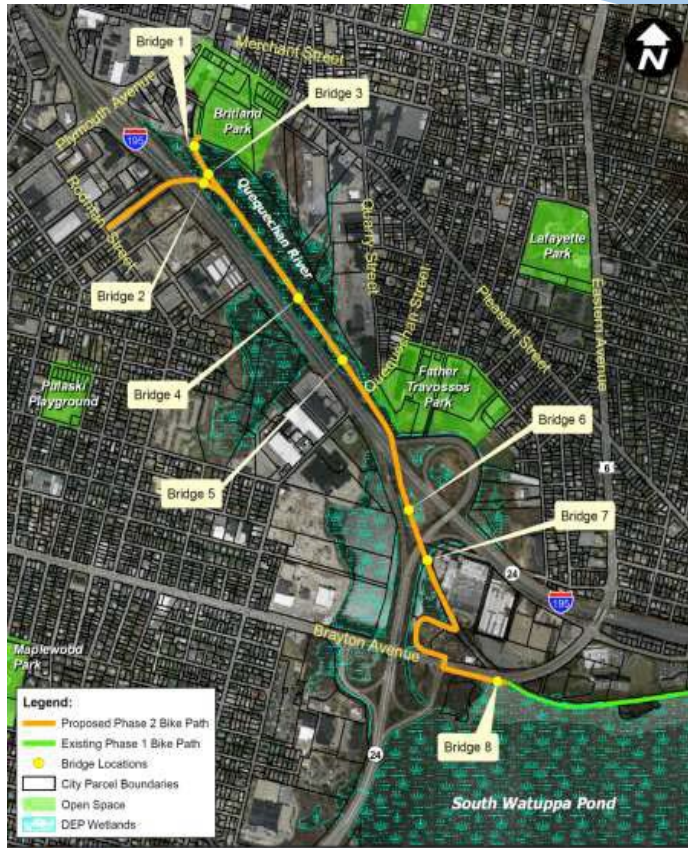 Bridge 1
Merchant Street
N
Bridge 3
Plymouth Avenue
Britland
Park
195
Rodman Street
Quequechan River
Quarry Street
Lafayette
Park
Bridge 2
Quequechan Street
Pleasant Street
Eastern Avenue
Pulaski
Playground
Father
Travossos
Park
Bridge 4
Bridge 6
6
Bridge 5
Bridge 7
24
195
Brayton Avenue
Maplewood
Park
Legend:
Proposed Phase 2 Bike Path
Existing Phase 1 Bike Path
Bridge Locations
City Parcel Boundaries
Open Space
DEP Wetlands
24
Bridge 8
South Watuppa Pond